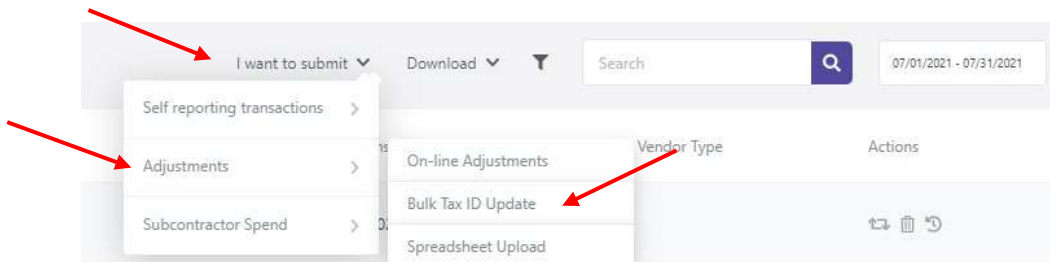 I want to submit Download Search 07/01/2021 - 07/31/2021
Self reporting transactions
Vendor Type Actions
On-line Adjustments
Adjustments
Bulk Tax ID Update
Subcontractor Spend
Spreadsheet Upload